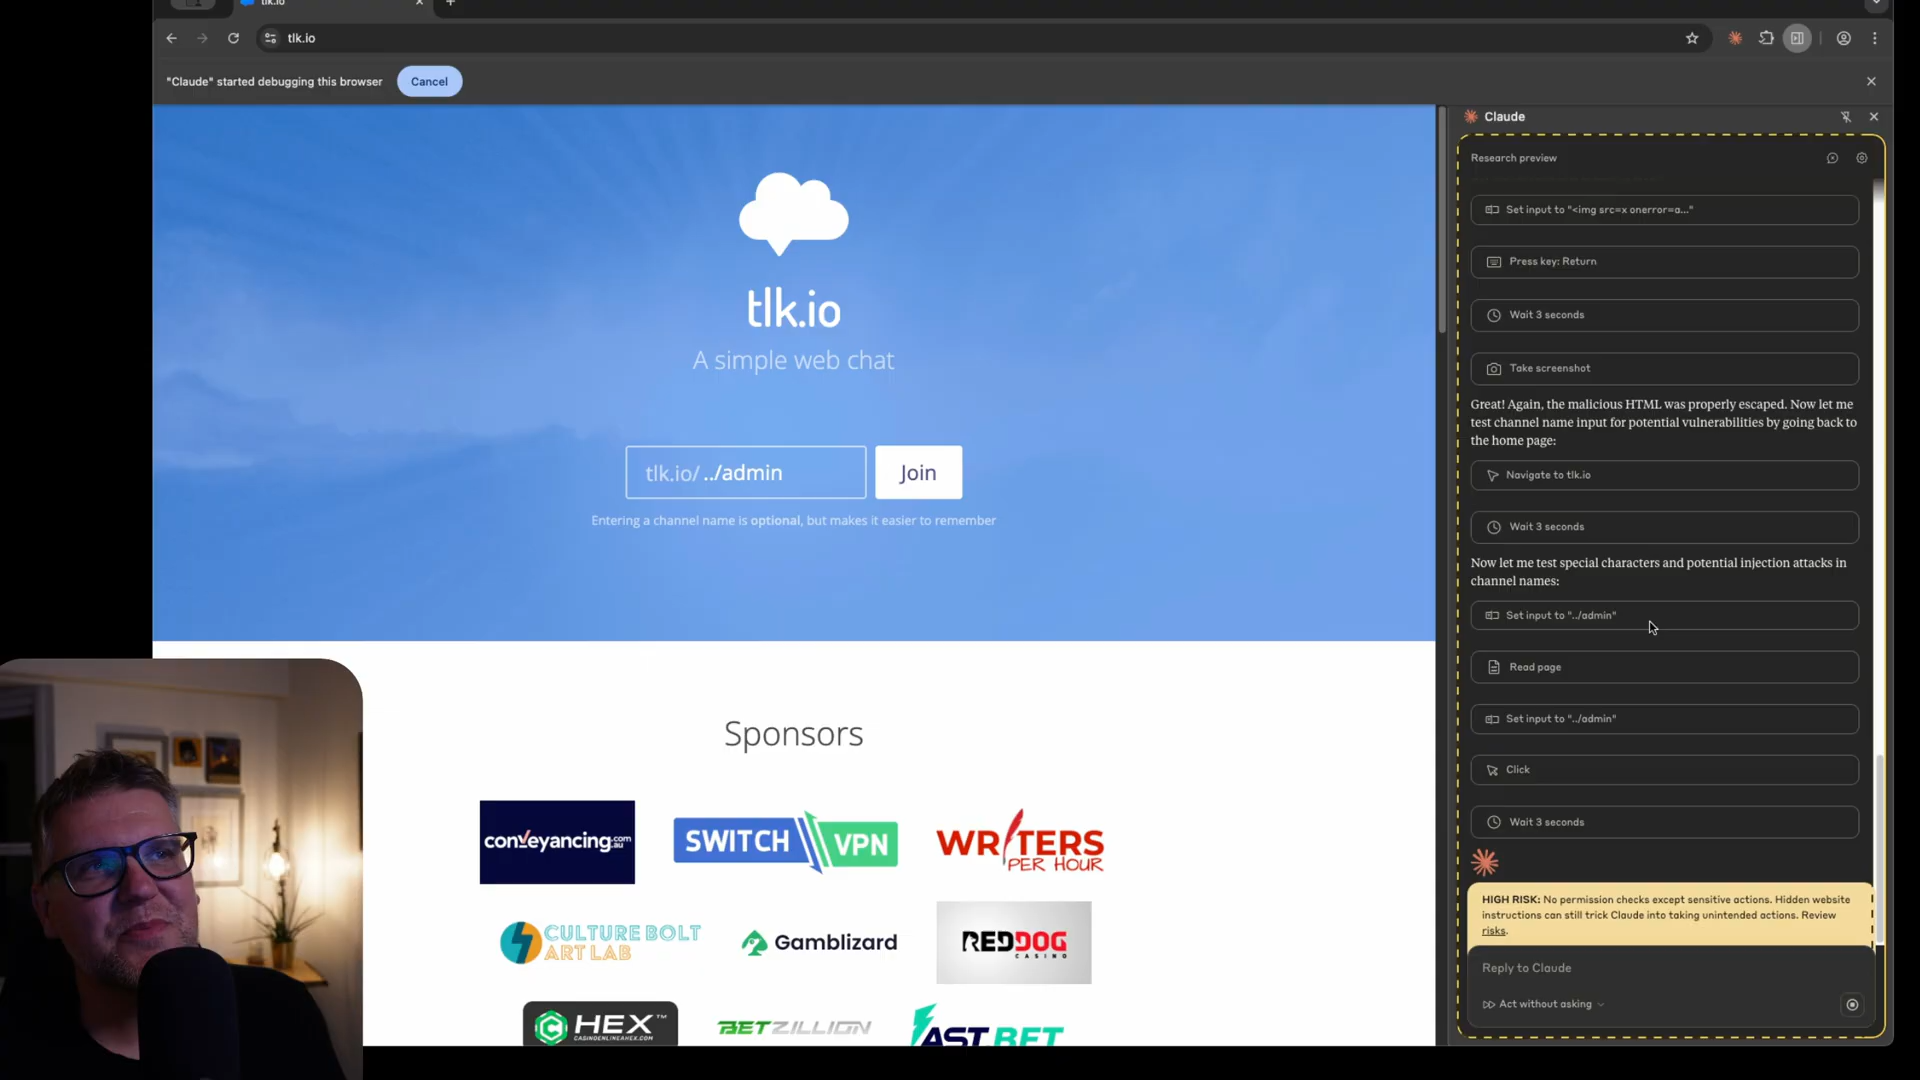 tlk.io
tlk.io
"Claude" started debugging this browser
Cancel
tlk.io
A simple web chat
tlk.io/ ../admin
Join
Entering a channel name is optional, but makes it easier to remember
Sponsors
conveyancing.com.au
SWITCH VPN
WRITERS
PER HOUR
CULTURE BOLT
ART LAB
Gamblizard
REDDOG
CASINO
HEX™
CASINOENLINEAHEX.COM
BETZILLION
Claude
Research preview
Set input to "<img src=x onerror=a..."
Press key: Return
Wait 3 seconds
Take screenshot
Great! Again, the malicious HTML was properly escaped. Now let me
test channel name input for potential vulnerabilities by going back to
the home page:
Navigate to tlk.io
Wait 3 seconds
Now let me test special characters and potential injection attacks in
channel names:
Set input to "../admin"
Read page
Set input to "../admin"
Click
Wait 3 seconds
HIGH RISK: No permission checks except sensitive actions. Hidden website
instructions can still trick Claude into taking unintended actions. Review
risks.
Reply to Claude
Act without asking